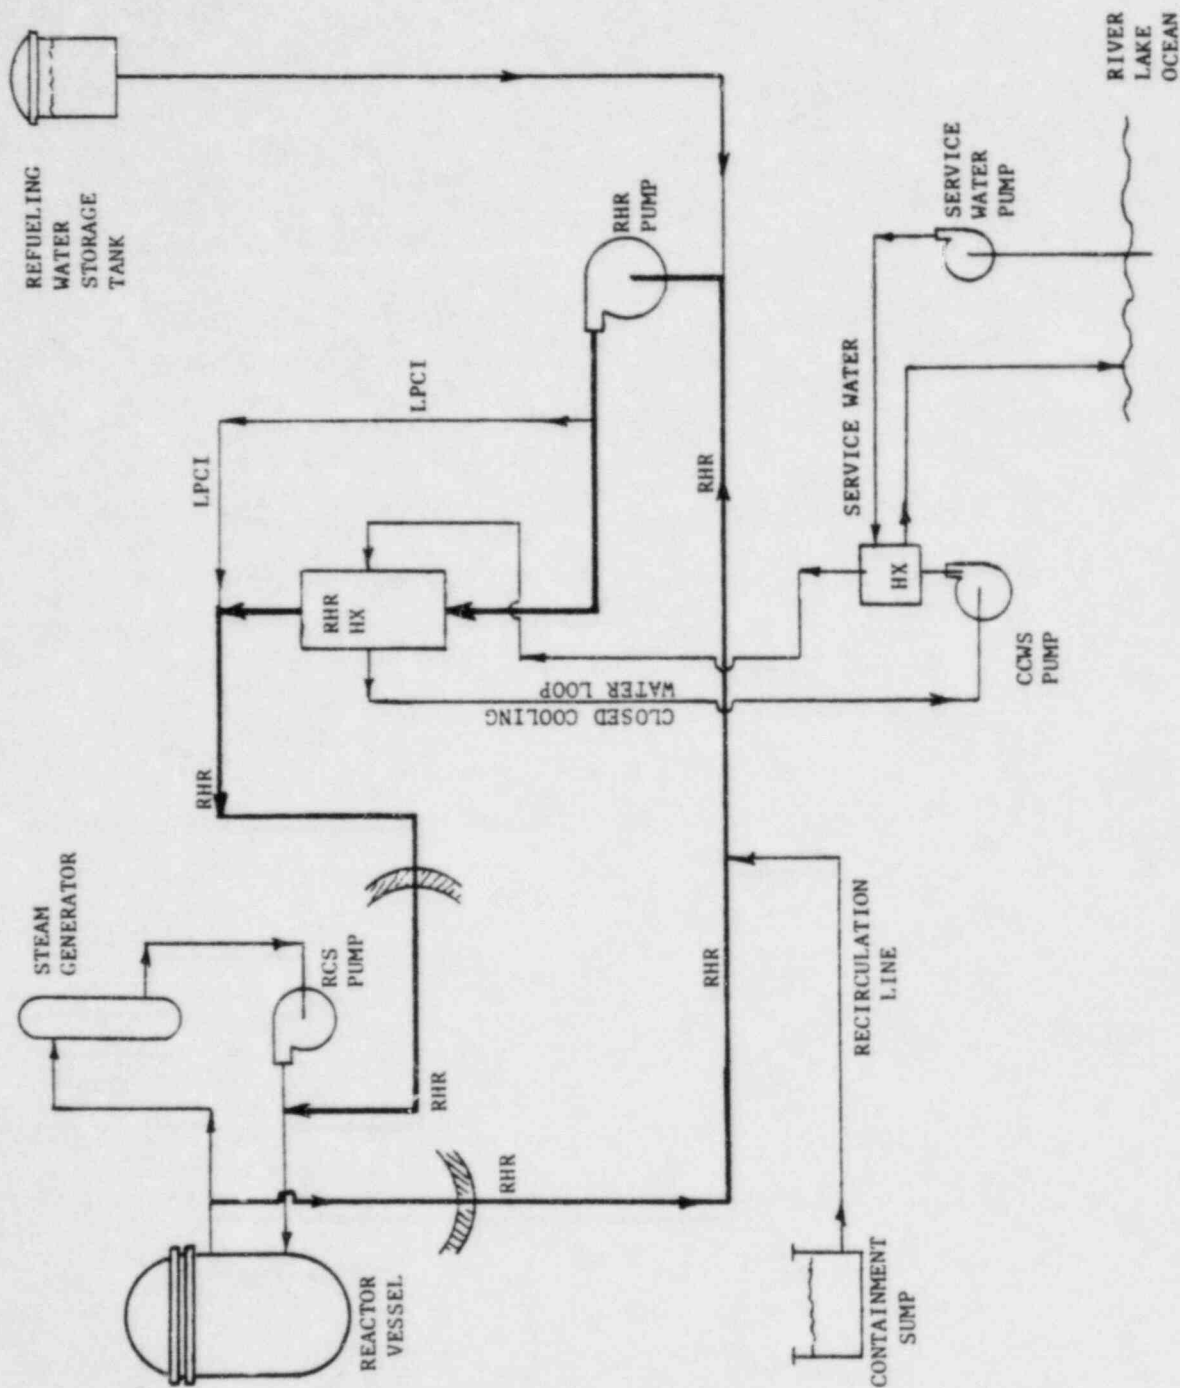 REFUELING
WATER
STORAGE
TANK
RIVER
LAKE
OCEAN
SERVICE
WATER
PUMP
RHR
PUMP
LPCI
LPCI
SERVICE WATER
RHR
RHR
HX
HX
CCWS
PUMP
CLOSED COOLING
WATER LOOP
RHR
STEAM
GENERATOR
RCS
PUMP
RHR
RECIRCULATION
LINE
RHR
RHR
REACTOR
VESSEL
CONTAINMENT
SUMP